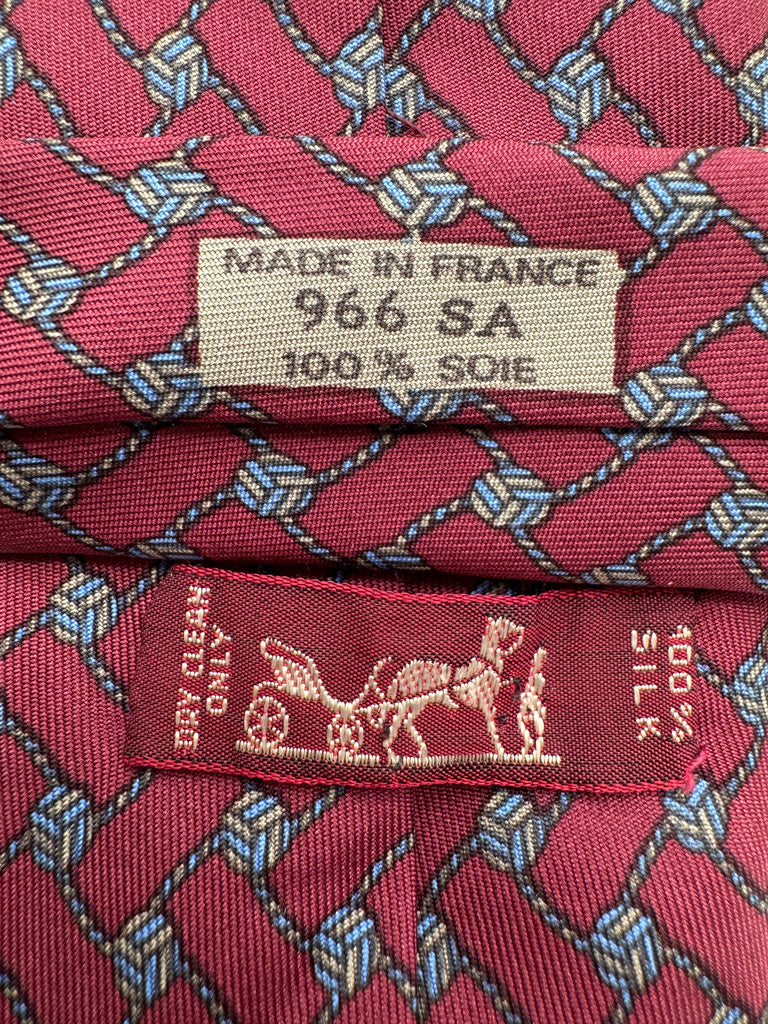 MADE IN FRANCE
966 SA
100% SOIE
DRY CLEAN
ONLY
100%
SILK